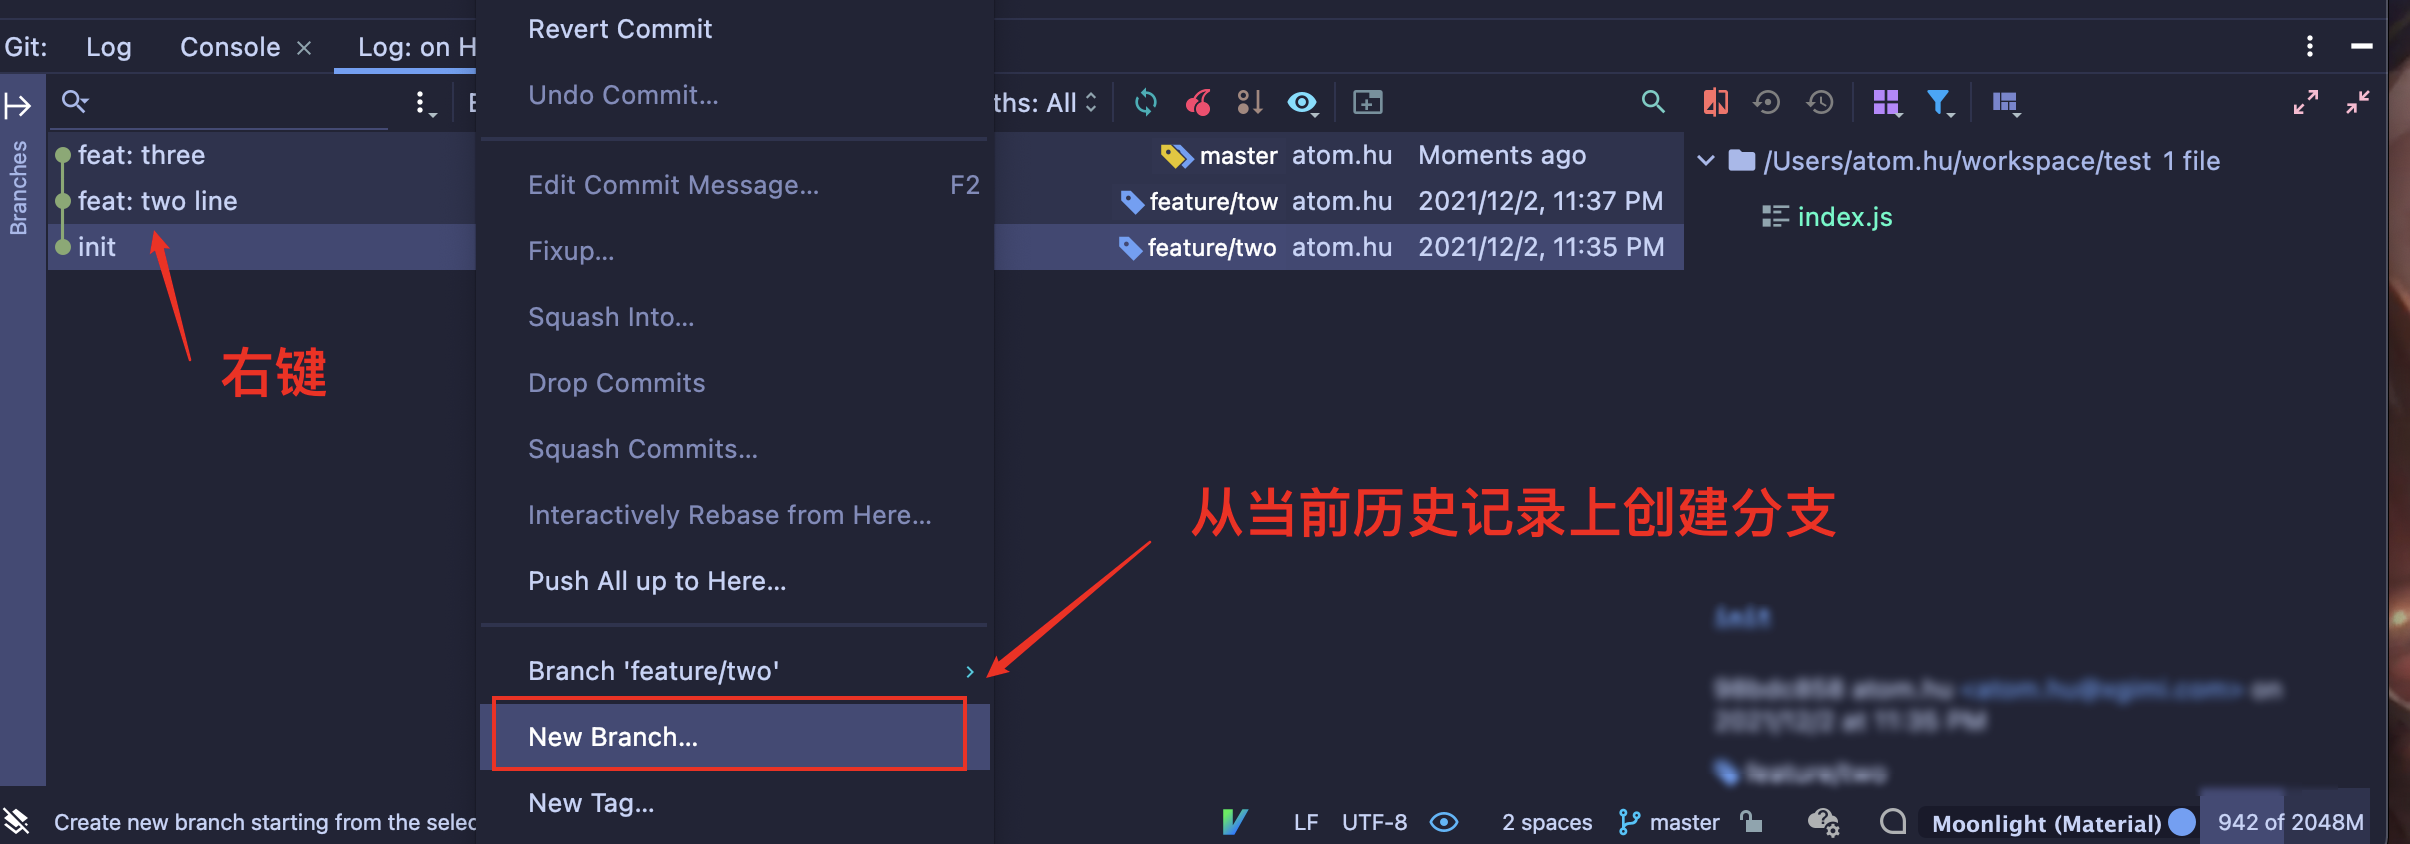 Git:
Log
Console ×
Log: on H
Revert Commit
Undo Commit...
ths: All
feat: three
master atom.hu Moments ago
feat: two line
feature/tow atom.hu 2021/12/2, 11:37 PM
init
feature/two atom.hu 2021/12/2, 11:35 PM
/Users/atom.hu/workspace/test 1 file
index.js
Branches
Edit Commit Message... F2
Fixup...
Squash Into...
Drop Commits
Squash Commits...
Interactively Rebase from Here...
Push All up to Here...
Branch 'feature/two'
New Branch...
New Tag...
右键
从当前历史记录上创建分支
init
feature/two
Create new branch starting from the selec
LF UTF-8 2 spaces master Moonlight (Material) 942 of 2048M